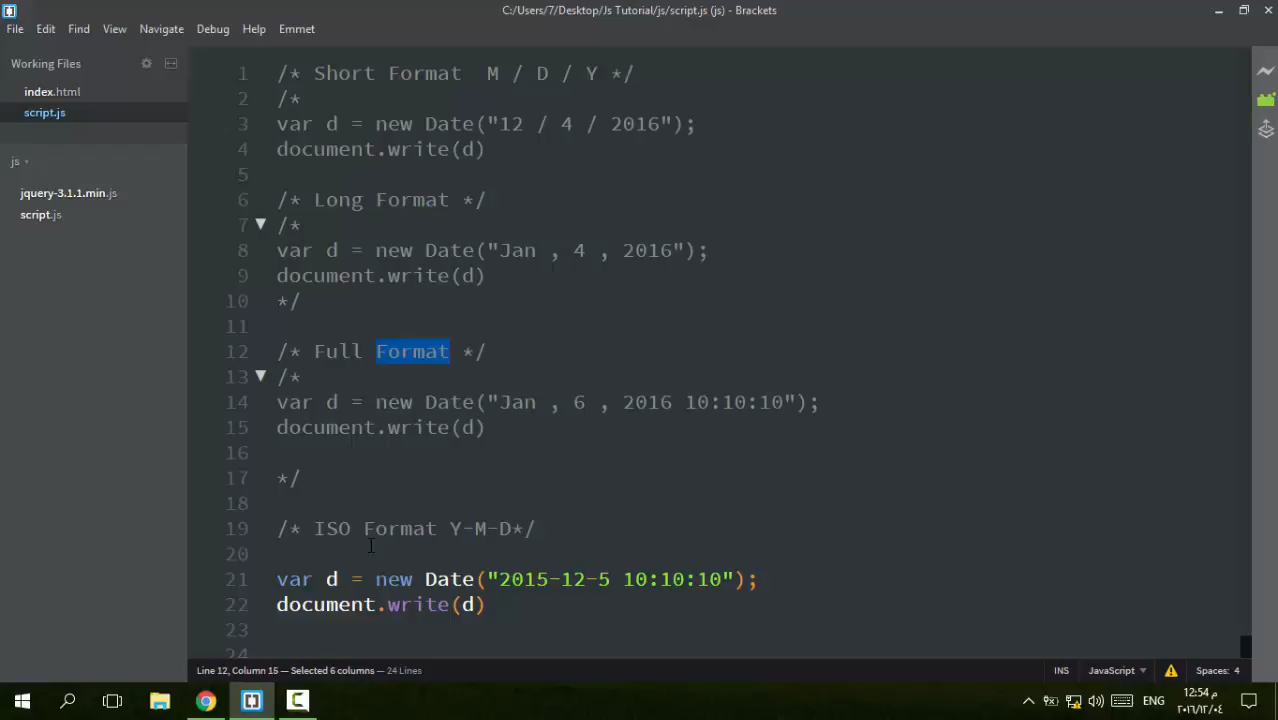 C:/Users/7/Desktop/Js Tutorial/js/script.js (js) - Brackets
File Edit Find View Navigate Debug Help Emmet
Working Files
index.html
script.js
js
jquery-3.1.1.min.js
script.js
1 /* Short Format  M / D / Y */
2 /*
3 var d = new Date("12 / 4 / 2016");
4 document.write(d)
5
6 /* Long Format */
7 /*
8 var d = new Date("Jan , 4 , 2016");
9 document.write(d)
10 */
11
12 /* Full Format */
13 /*
14 var d = new Date("Jan , 6 , 2016 10:10:10");
15 document.write(d)
16
17 */
18
19 /* ISO Format Y-M-D*/
20
21 var d = new Date("2015-12-5 10:10:10");
22 document.write(d)
23
24
Line 12, Column 15 — Selected 6 columns — 24 Lines
INS JavaScript Spaces: 4
ENG
12:54 م
٢٠١٦/١٢/٠٤